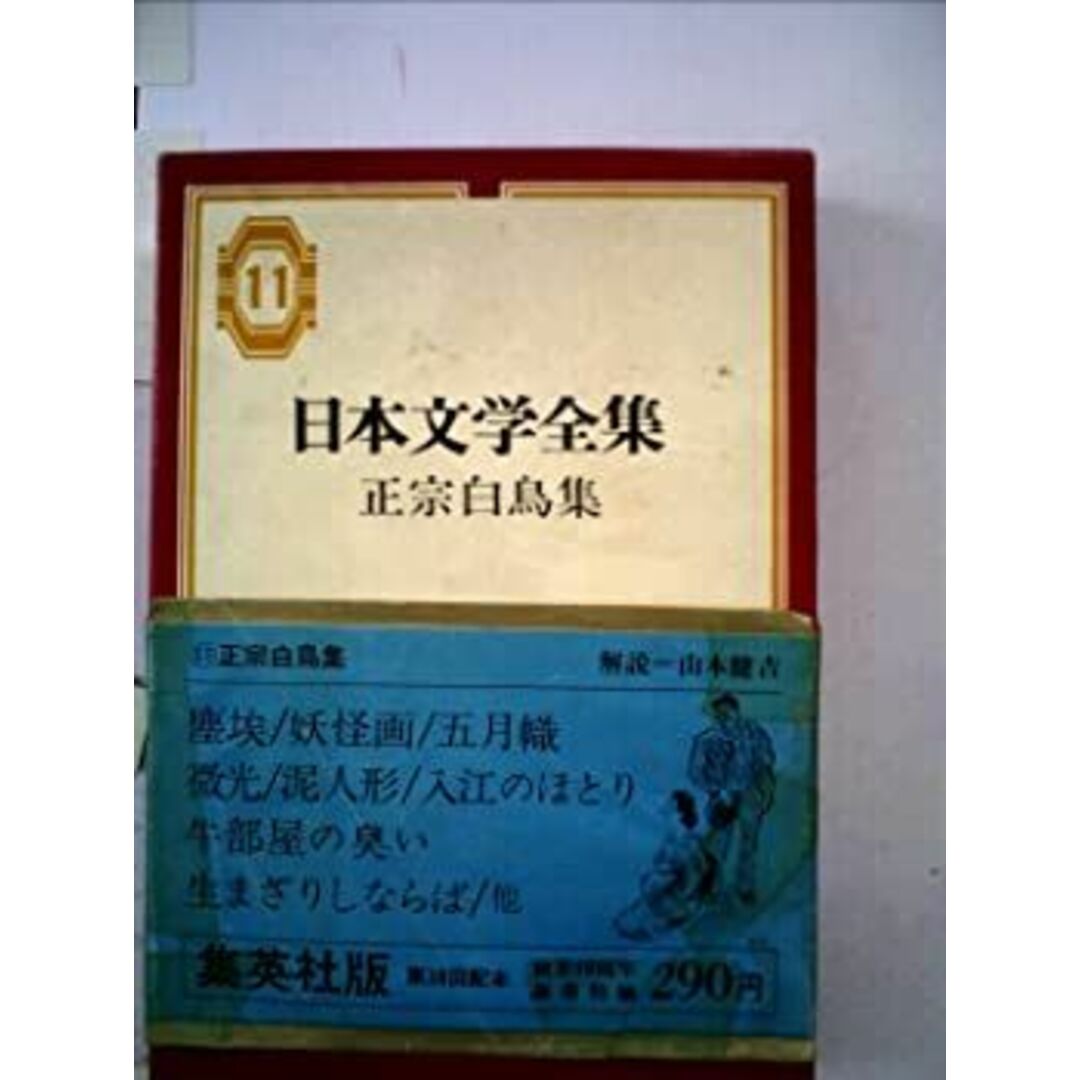 11
日本文学全集
正宗白鳥集
正宗白鳥集
解説＝山本健吉
塵埃/妖怪画/五月幟
微光/泥人形/入江のほとり
牛部屋の臭い
生まざりしならば/他
集英社版
290円